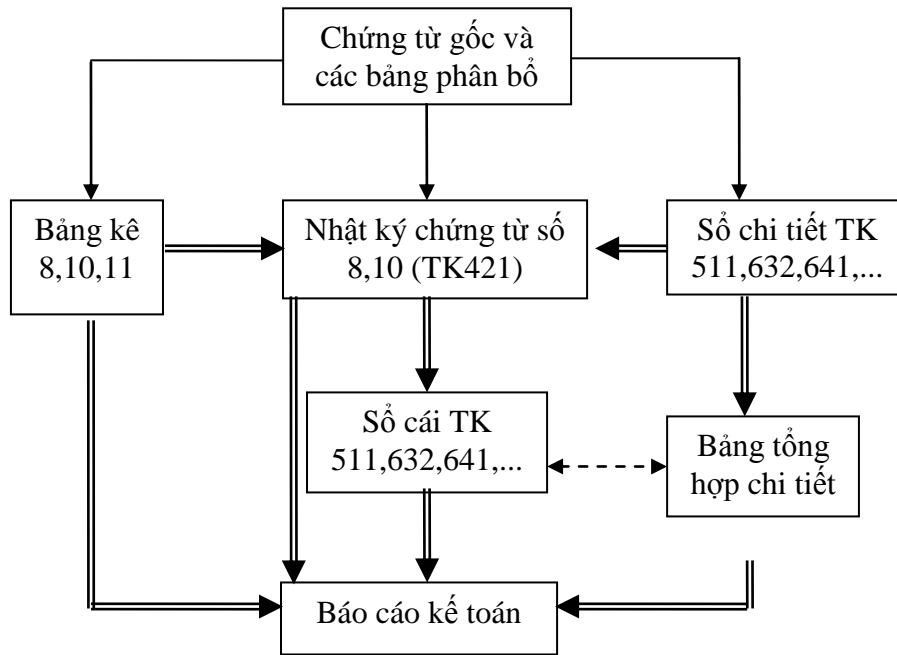 Chứng từ gốc và
các bảng phân bổ
Bảng kê
8,10,11
Nhật ký chứng từ số
8,10 (TK421)
Sổ chi tiết TK
511,632,641,...
Sổ cái TK
511,632,641,...
Bảng tổng
hợp chi tiết
Báo cáo kế toán